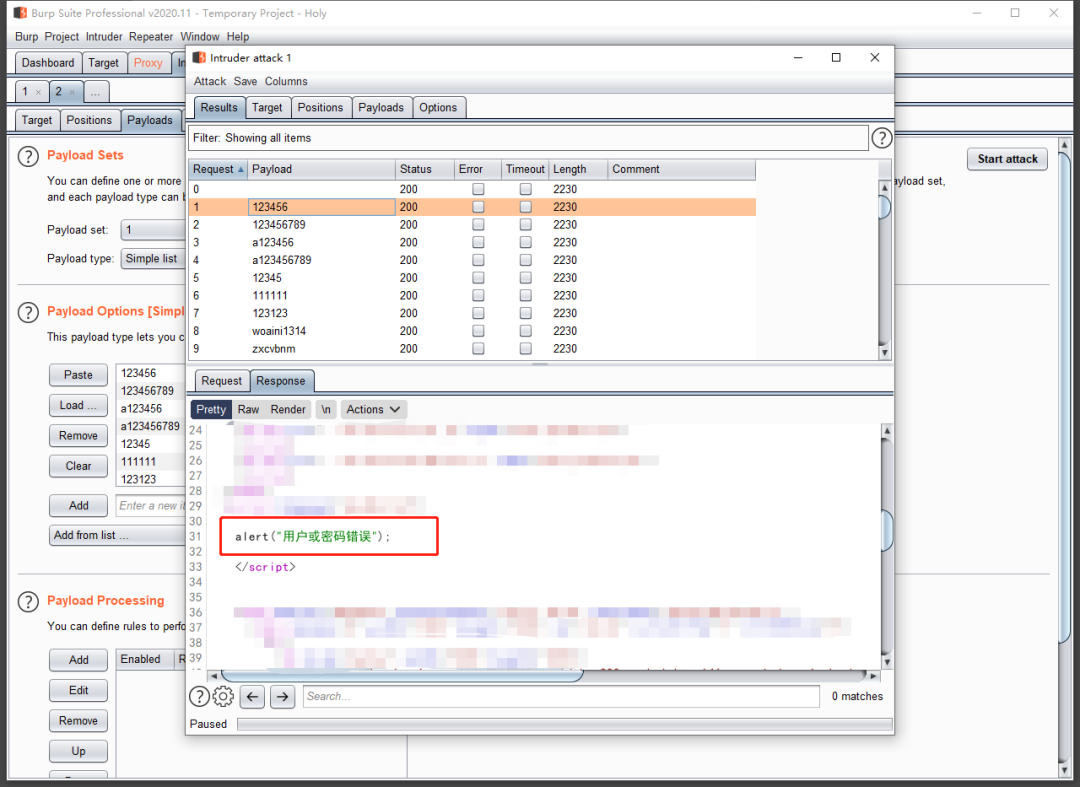 Burp Suite Professional v2020.11 - Temporary Project - Holy
Burp Project Intruder Repeater Window Help
Dashboard Target Proxy In
1 × 2 × ...
Target Positions Payloads
? Payload Sets
You can define one or more
and each payload type can b
Payload set: 1
Payload type: Simple list
? Payload Options [Simpl
This payload type lets you c
Paste
Load ...
Remove
Clear
123456
123456789
a123456
a123456789
12345
111111
123123
Add Enter a new it
Add from list ...
? Payload Processing
You can define rules to perfo
Add
Edit
Remove
Up
Enabled R
Start attack
ayload set,
Intruder attack 1
Attack Save Columns
Results Target Positions Payloads Options
Filter: Showing all items ?
Request Payload Status Error Timeout Length Comment
0 200 2230
1 123456 200 2230
2 123456789 200 2230
3 a123456 200 2230
4 a123456789 200 2230
5 12345 200 2230
6 111111 200 2230
7 123123 200 2230
8 woaini1314 200 2230
9 zxcvbnm 200 2230
Request Response
Pretty Raw Render \n Actions
24
25
26
27
28
29
30
31 alert("用户或密码错误");
32
33 </script>
34
35
36
37
38
39
? Search... 0 matches
Paused